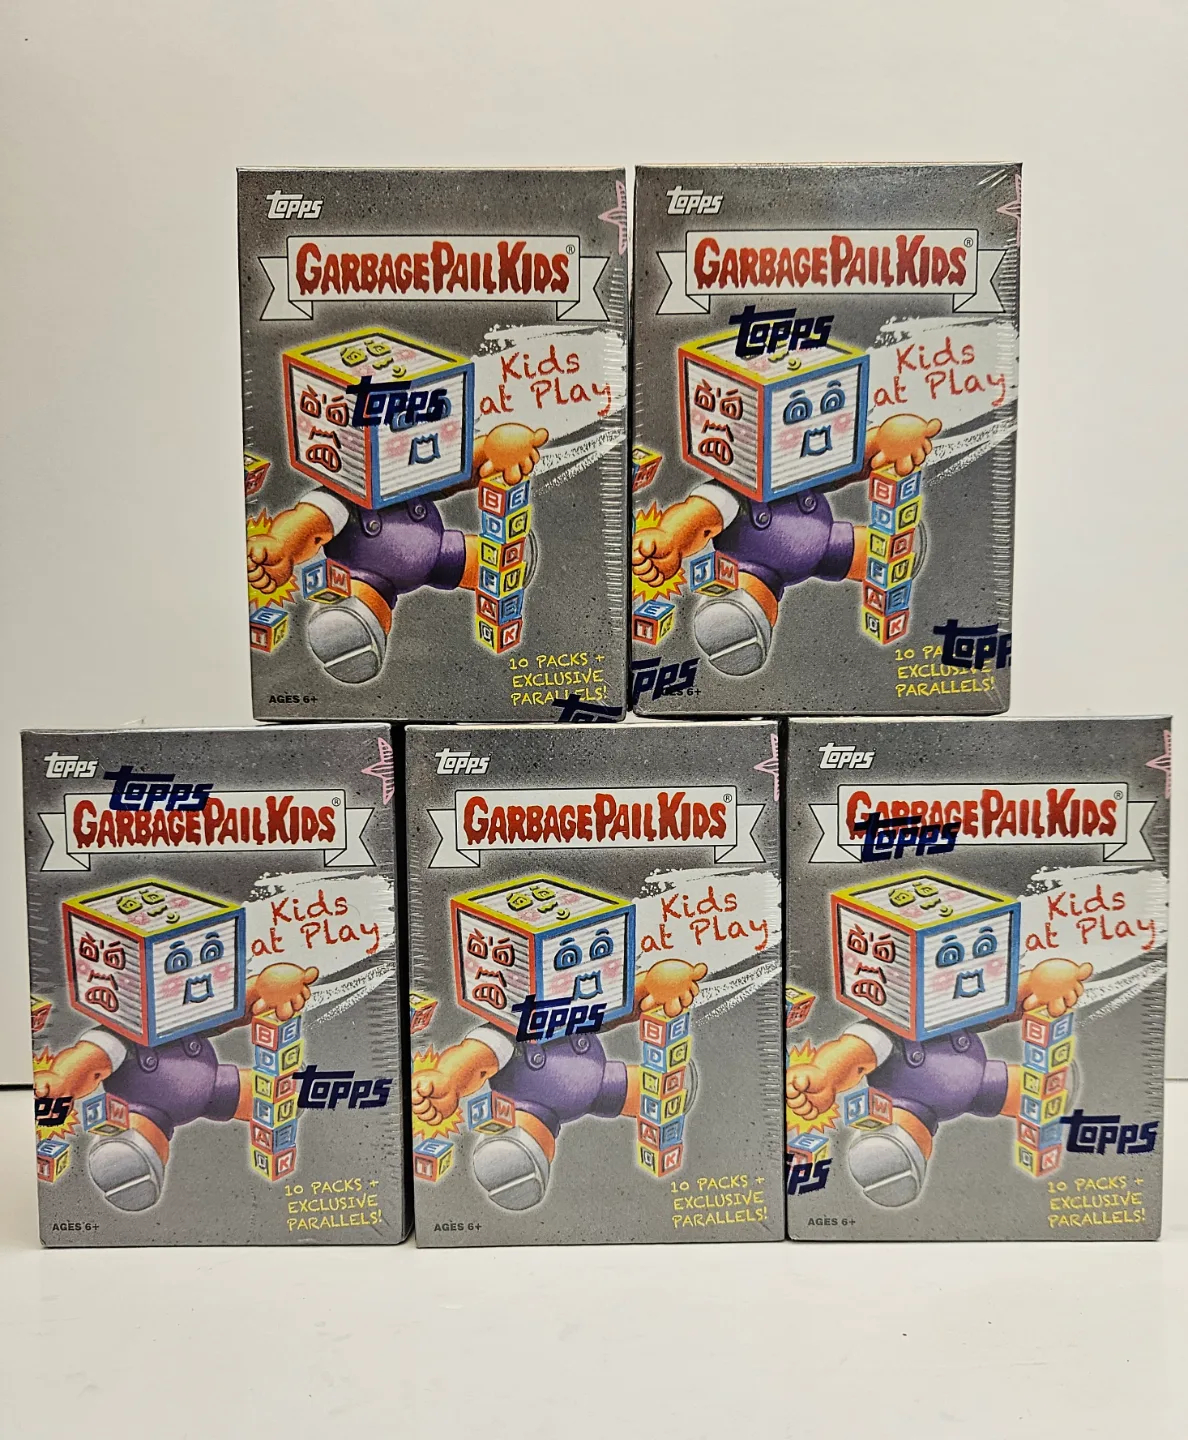 topps
GARBAGE PAIL KIDS®
topps
Kids
at Play
B E
D G
J W
F U
A E
K
10 PACKS +
EXCLUSIVE
PARALLELS!
AGES 6+
topps
GARBAGE PAIL KIDS®
topps
Kids
at Play
B E
D G
J W
F U
A E
K
10 PA
EXCLUSIVE
PARALLELS!
topps
GARBAGE PAIL KIDS®
topps
Kids
at Play
B E
D G
topps
J W
F U
A E
K
10 PACKS +
EXCLUSIVE
PARALLELS!
AGES 6+
topps
GARBAGE PAIL KIDS®
Kids
at Play
topps
B E
D G
J W
F U
A E
K
10 PACKS +
EXCLUSIVE
PARALLELS!
AGES 6+
topps
GARBAGE PAIL KIDS®
topps
Kids
at Play
B E
D G
J W
F U
topps
A E
K
10 PACKS +
EXCLUSIVE
PARALLELS!
AGES 6+